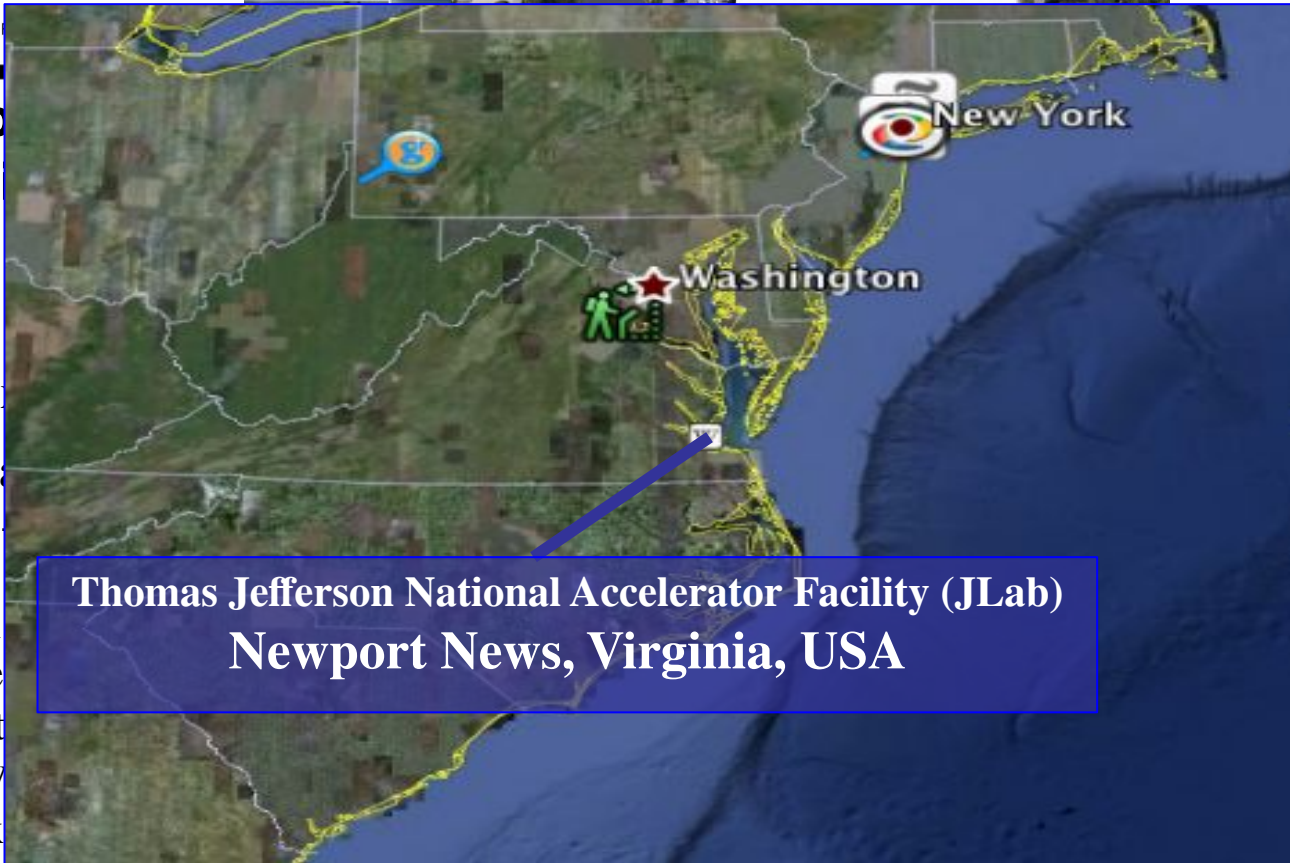 New York
Washington
Thomas Jefferson National Accelerator Facility (JLab)
Newport News, Virginia, USA